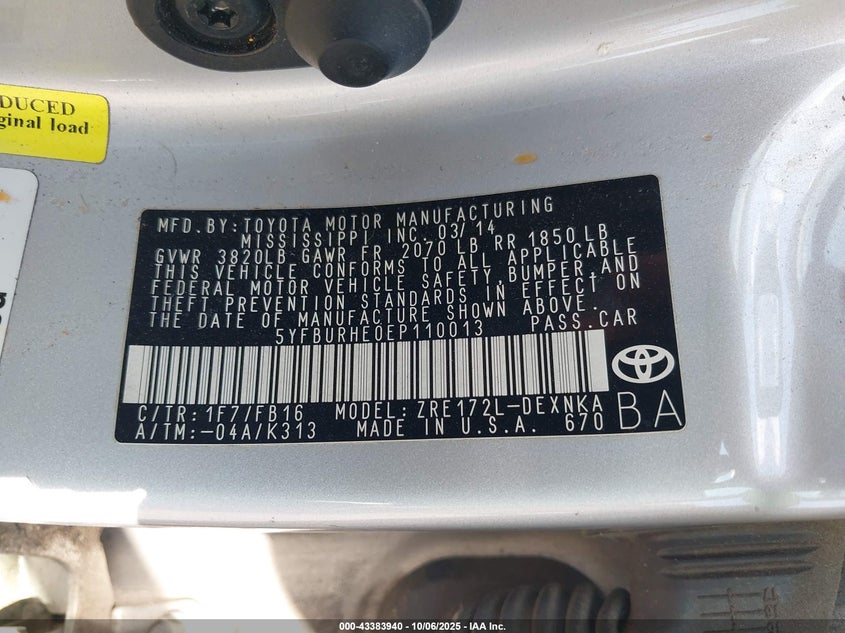 DUCED
ginal load
MFD. BY: TOYOTA MOTOR MANUFACTURING
MISSISSIPPI, INC. 03/14
GVWR 3820LB GAWR FR 2070 LB RR 1850 LB
THIS VEHICLE CONFORMS TO ALL APPLICABLE
FEDERAL MOTOR VEHICLE SAFETY, BUMPER, AND
THEFT PREVENTION STANDARDS IN EFFECT ON
THE DATE OF MANUFACTURE SHOWN ABOVE.
5YFBURHE0EP110013 PASS. CAR
C/TR: 1F7/FB16 MODEL: ZRE172L-DEXNKA
A/TM: -04A/K313 MADE IN U.S.A. 670
BA
000-43383940 - 10/06/2025 - IAA Inc.